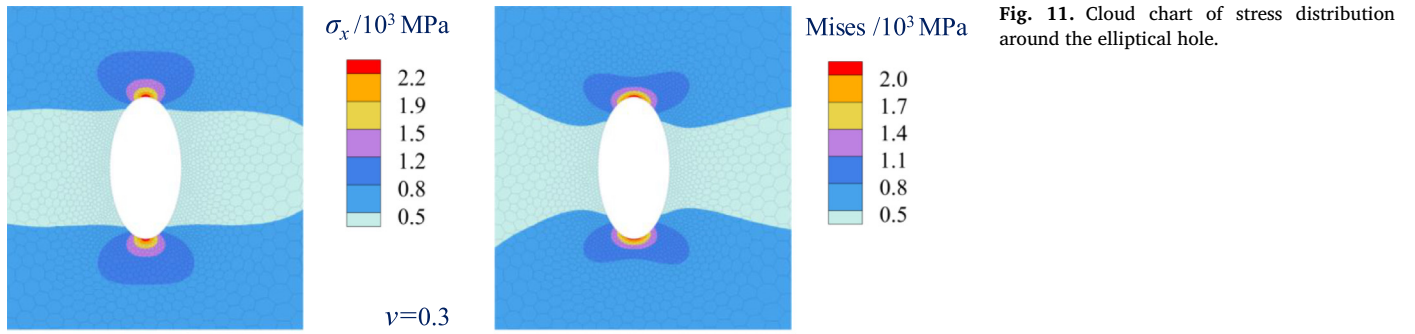 σₓ /10³ MPa
2.2
1.9
1.5
1.2
0.8
0.5
ν=0.3
Mises /10³ MPa
2.0
1.7
1.4
1.1
0.8
0.5
Fig. 11. Cloud chart of stress distribution
around the elliptical hole.